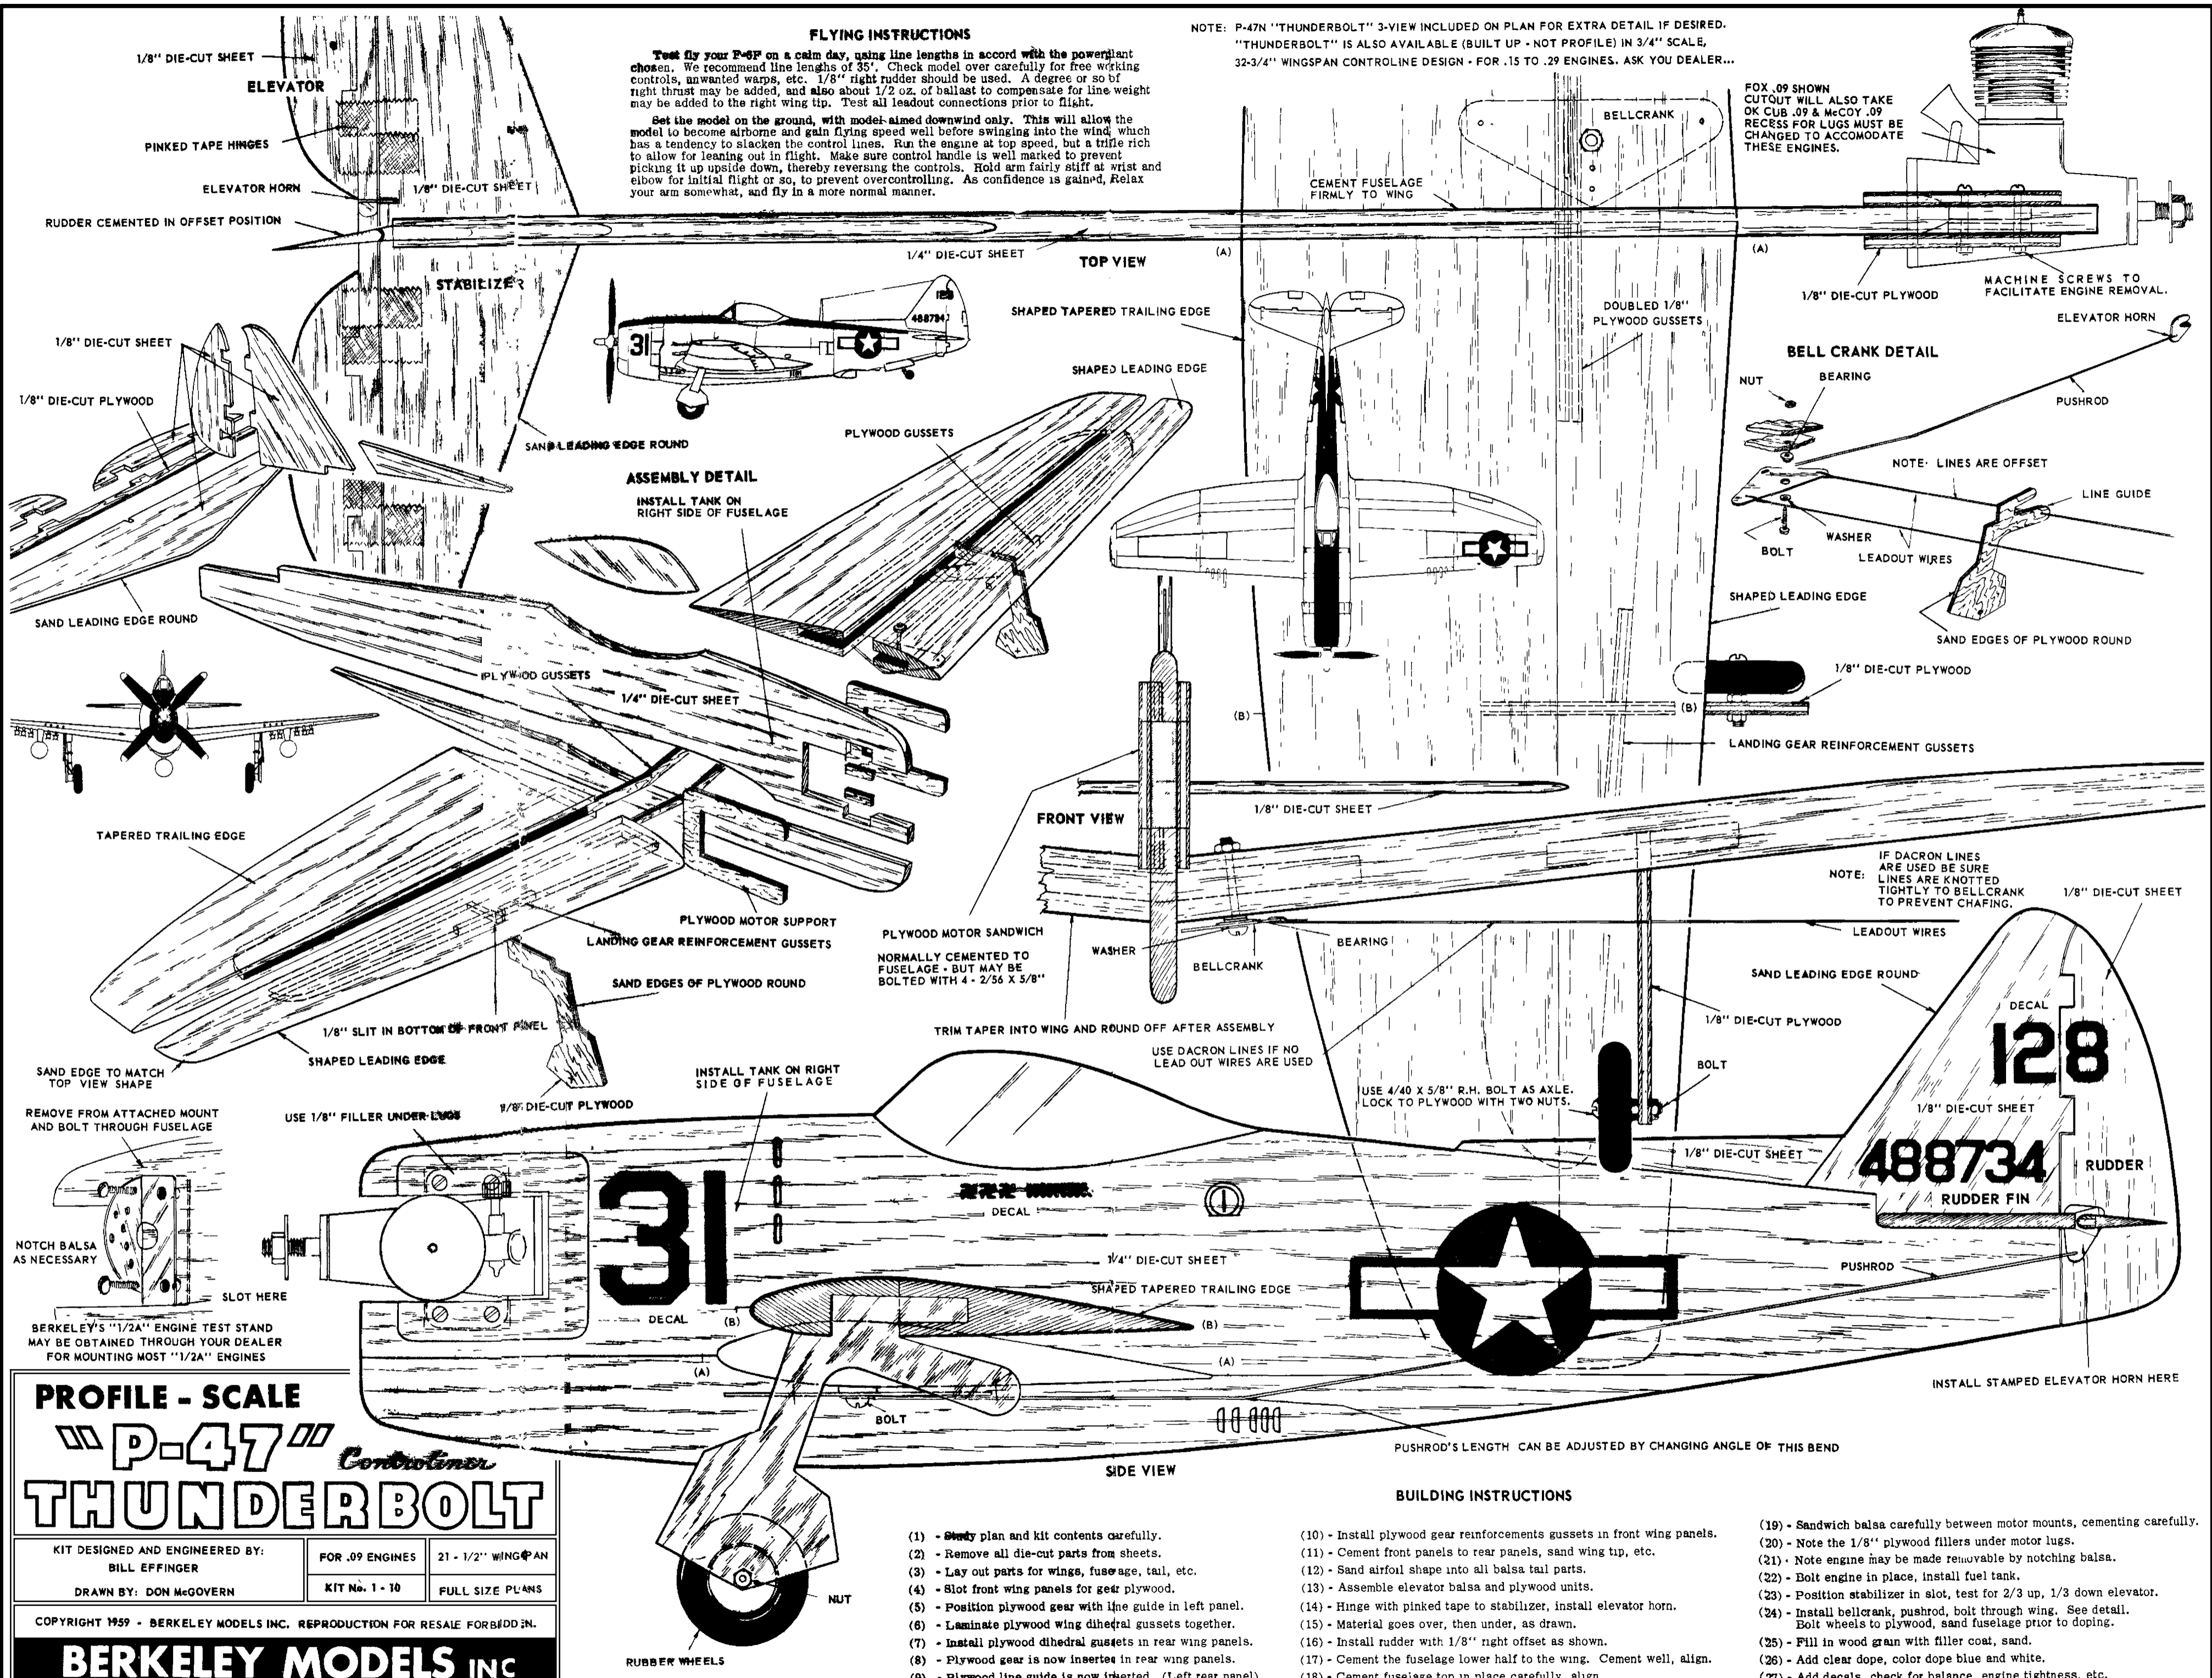 FLYING INSTRUCTIONS
Test fly your P-6F on a calm day, using line lengths in accord with the powerplant
chosen. We recommend line lengths of 35'. Check model over carefully for free working
controls, unwanted warps, etc. 1/8" right rudder should be used. A degree or so of
right thrust may be added, and also about 1/2 oz. of ballast to compensate for line weight
may be added to the right wing tip. Test all leadout connections prior to flight.
Set the model on the ground, with model aimed downwind only. This will allow the
model to become airborne and gain flying speed well before swinging into the wind, which
has a tendency to slacken the control lines. Run the engine at top speed, but a trifle rich
to allow for leaning out in flight. Make sure control handle is well marked to prevent
picking it up upside down, thereby reversing the controls. Hold arm fairly stiff at wrist and
elbow for initial flight or so, to prevent overcontrolling. As confidence is gained, Relax
your arm somewhat, and fly in a more normal manner.
NOTE: P-47N "THUNDERBOLT" 3-VIEW INCLUDED ON PLAN FOR EXTRA DETAIL IF DESIRED.
"THUNDERBOLT" IS ALSO AVAILABLE (BUILT UP - NOT PROFILE) IN 3/4" SCALE,
32-3/4" WINGSPAN CONTROLINE DESIGN - FOR .15 TO .29 ENGINES. ASK YOU DEALER...
1/8" DIE-CUT SHEET
ELEVATOR
PINKED TAPE HINGES
ELEVATOR HORN
1/8" DIE-CUT SHEET
RUDDER CEMENTED IN OFFSET POSITION
STABILIZER
1/4" DIE-CUT SHEET
TOP VIEW
(A)
(A)
BELLCRANK
CEMENT FUSELAGE
FIRMLY TO WING
FOX .09 SHOWN
CUTOUT WILL ALSO TAKE
OK CUB .09 & McCOY .09
RECESS FOR LUGS MUST BE
CHANGED TO ACCOMODATE
THESE ENGINES.
1/8" DIE-CUT PLYWOOD
MACHINE SCREWS TO
FACILITATE ENGINE REMOVAL.
ELEVATOR HORN
BELL CRANK DETAIL
NUT
BEARING
PUSHROD
NOTE: LINES ARE OFFSET
LINE GUIDE
WASHER
BOLT
LEADOUT WIRES
SAND EDGES OF PLYWOOD ROUND
1/8" DIE-CUT SHEET
1/8" DIE-CUT PLYWOOD
SAND LEADING EDGE ROUND
SAND LEADING EDGE ROUND
128
488734
31
SHAPED TAPERED TRAILING EDGE
SHAPED LEADING EDGE
DOUBLED 1/8"
PLYWOOD GUSSETS
PLYWOOD GUSSETS
ASSEMBLY DETAIL
INSTALL TANK ON
RIGHT SIDE OF FUSELAGE
PLYWOOD GUSSETS
1/4" DIE-CUT SHEET
SHAPED LEADING EDGE
1/8" DIE-CUT PLYWOOD
(B)
(B)
LANDING GEAR REINFORCEMENT GUSSETS
1/8" DIE-CUT SHEET
FRONT VIEW
TAPERED TRAILING EDGE
PLYWOOD MOTOR SUPPORT
LANDING GEAR REINFORCEMENT GUSSETS
SAND EDGES OF PLYWOOD ROUND
1/8" SLIT IN BOTTOM OF FRONT PANEL
SHAPED LEADING EDGE
SAND EDGE TO MATCH
TOP VIEW SHAPE
1/8" DIE-CUT PLYWOOD
PLYWOOD MOTOR SANDWICH
NORMALLY CEMENTED TO
FUSELAGE - BUT MAY BE
BOLTED WITH 4 - 2/56 X 5/8"
WASHER
BELLCRANK
BEARING
LEADOUT WIRES
NOTE:
IF DACRON LINES
ARE USED BE SURE
LINES ARE KNOTTED
TIGHTLY TO BELLCRANK
TO PREVENT CHAFING.
1/8" DIE-CUT SHEET
SAND LEADING EDGE ROUND
TRIM TAPER INTO WING AND ROUND OFF AFTER ASSEMBLY
USE DACRON LINES IF NO
LEAD OUT WIRES ARE USED
1/8" DIE-CUT PLYWOOD
BOLT
USE 4/40 X 5/8" R.H. BOLT AS AXLE.
LOCK TO PLYWOOD WITH TWO NUTS.
DECAL
128
1/8" DIE-CUT SHEET
1/8" DIE-CUT SHEET
488734
RUDDER
RUDDER FIN
REMOVE FROM ATTACHED MOUNT
AND BOLT THROUGH FUSELAGE
NOTCH BALSA
AS NECESSARY
SLOT HERE
BERKELEY'S "1/2A" ENGINE TEST STAND
MAY BE OBTAINED THROUGH YOUR DEALER
FOR MOUNTING MOST "1/2A" ENGINES
USE 1/8" FILLER UNDER LUGS
INSTALL TANK ON RIGHT
SIDE OF FUSELAGE
31
DECAL
DECAL
1/4" DIE-CUT SHEET
SHAPED TAPERED TRAILING EDGE
(B)
(B)
(A)
(A)
BOLT
PUSHROD
INSTALL STAMPED ELEVATOR HORN HERE
PUSHROD'S LENGTH CAN BE ADJUSTED BY CHANGING ANGLE OF THIS BEND
SIDE VIEW
NUT
RUBBER WHEELS
PROFILE - SCALE
"P-47"
Controliner
THUNDERBOLT
KIT DESIGNED AND ENGINEERED BY:
BILL EFFINGER
DRAWN BY: DON McGOVERN
FOR .09 ENGINES
21 - 1/2" WINGSPAN
KIT No. 1 - 10
FULL SIZE PLANS
COPYRIGHT 1959 - BERKELEY MODELS INC. REPRODUCTION FOR RESALE FORBIDDEN.
BERKELEY MODELS INC
BUILDING INSTRUCTIONS
(1) - Study plan and kit contents carefully.
(2) - Remove all die-cut parts from sheets.
(3) - Lay out parts for wings, fuselage, tail, etc.
(4) - Slot front wing panels for gear plywood.
(5) - Position plywood gear with line guide in left panel.
(6) - Laminate plywood wing dihedral gussets together.
(7) - Install plywood dihedral gussets in rear wing panels.
(8) - Plywood gear is now inserted in rear wing panels.
(9) - Plywood line guide is now inserted. (Left rear panel)
(10) - Install plywood gear reinforcements gussets in front wing panels.
(11) - Cement front panels to rear panels, sand wing tip, etc.
(12) - Sand airfoil shape into all balsa tail parts.
(13) - Assemble elevator balsa and plywood units.
(14) - Hinge with pinked tape to stabilizer, install elevator horn.
(15) - Material goes over, then under, as drawn.
(16) - Install rudder with 1/8" right offset as shown.
(17) - Cement the fuselage lower half to the wing. Cement well, align.
(18) - Cement fuselage top in place carefully, align.
(19) - Sandwich balsa carefully between motor mounts, cementing carefully.
(20) - Note the 1/8" plywood fillers under motor lugs.
(21) - Note engine may be made removable by notching balsa.
(22) - Bolt engine in place, install fuel tank.
(23) - Position stabilizer in slot, test for 2/3 up, 1/3 down elevator.
(24) - Install bellcrank, pushrod, bolt through wing. See detail.
Bolt wheels to plywood, sand fuselage prior to doping.
(25) - Fill in wood grain with filler coat, sand.
(26) - Add clear dope, color dope blue and white.
(27) - Add decals, check for balance, engine tightness, etc.